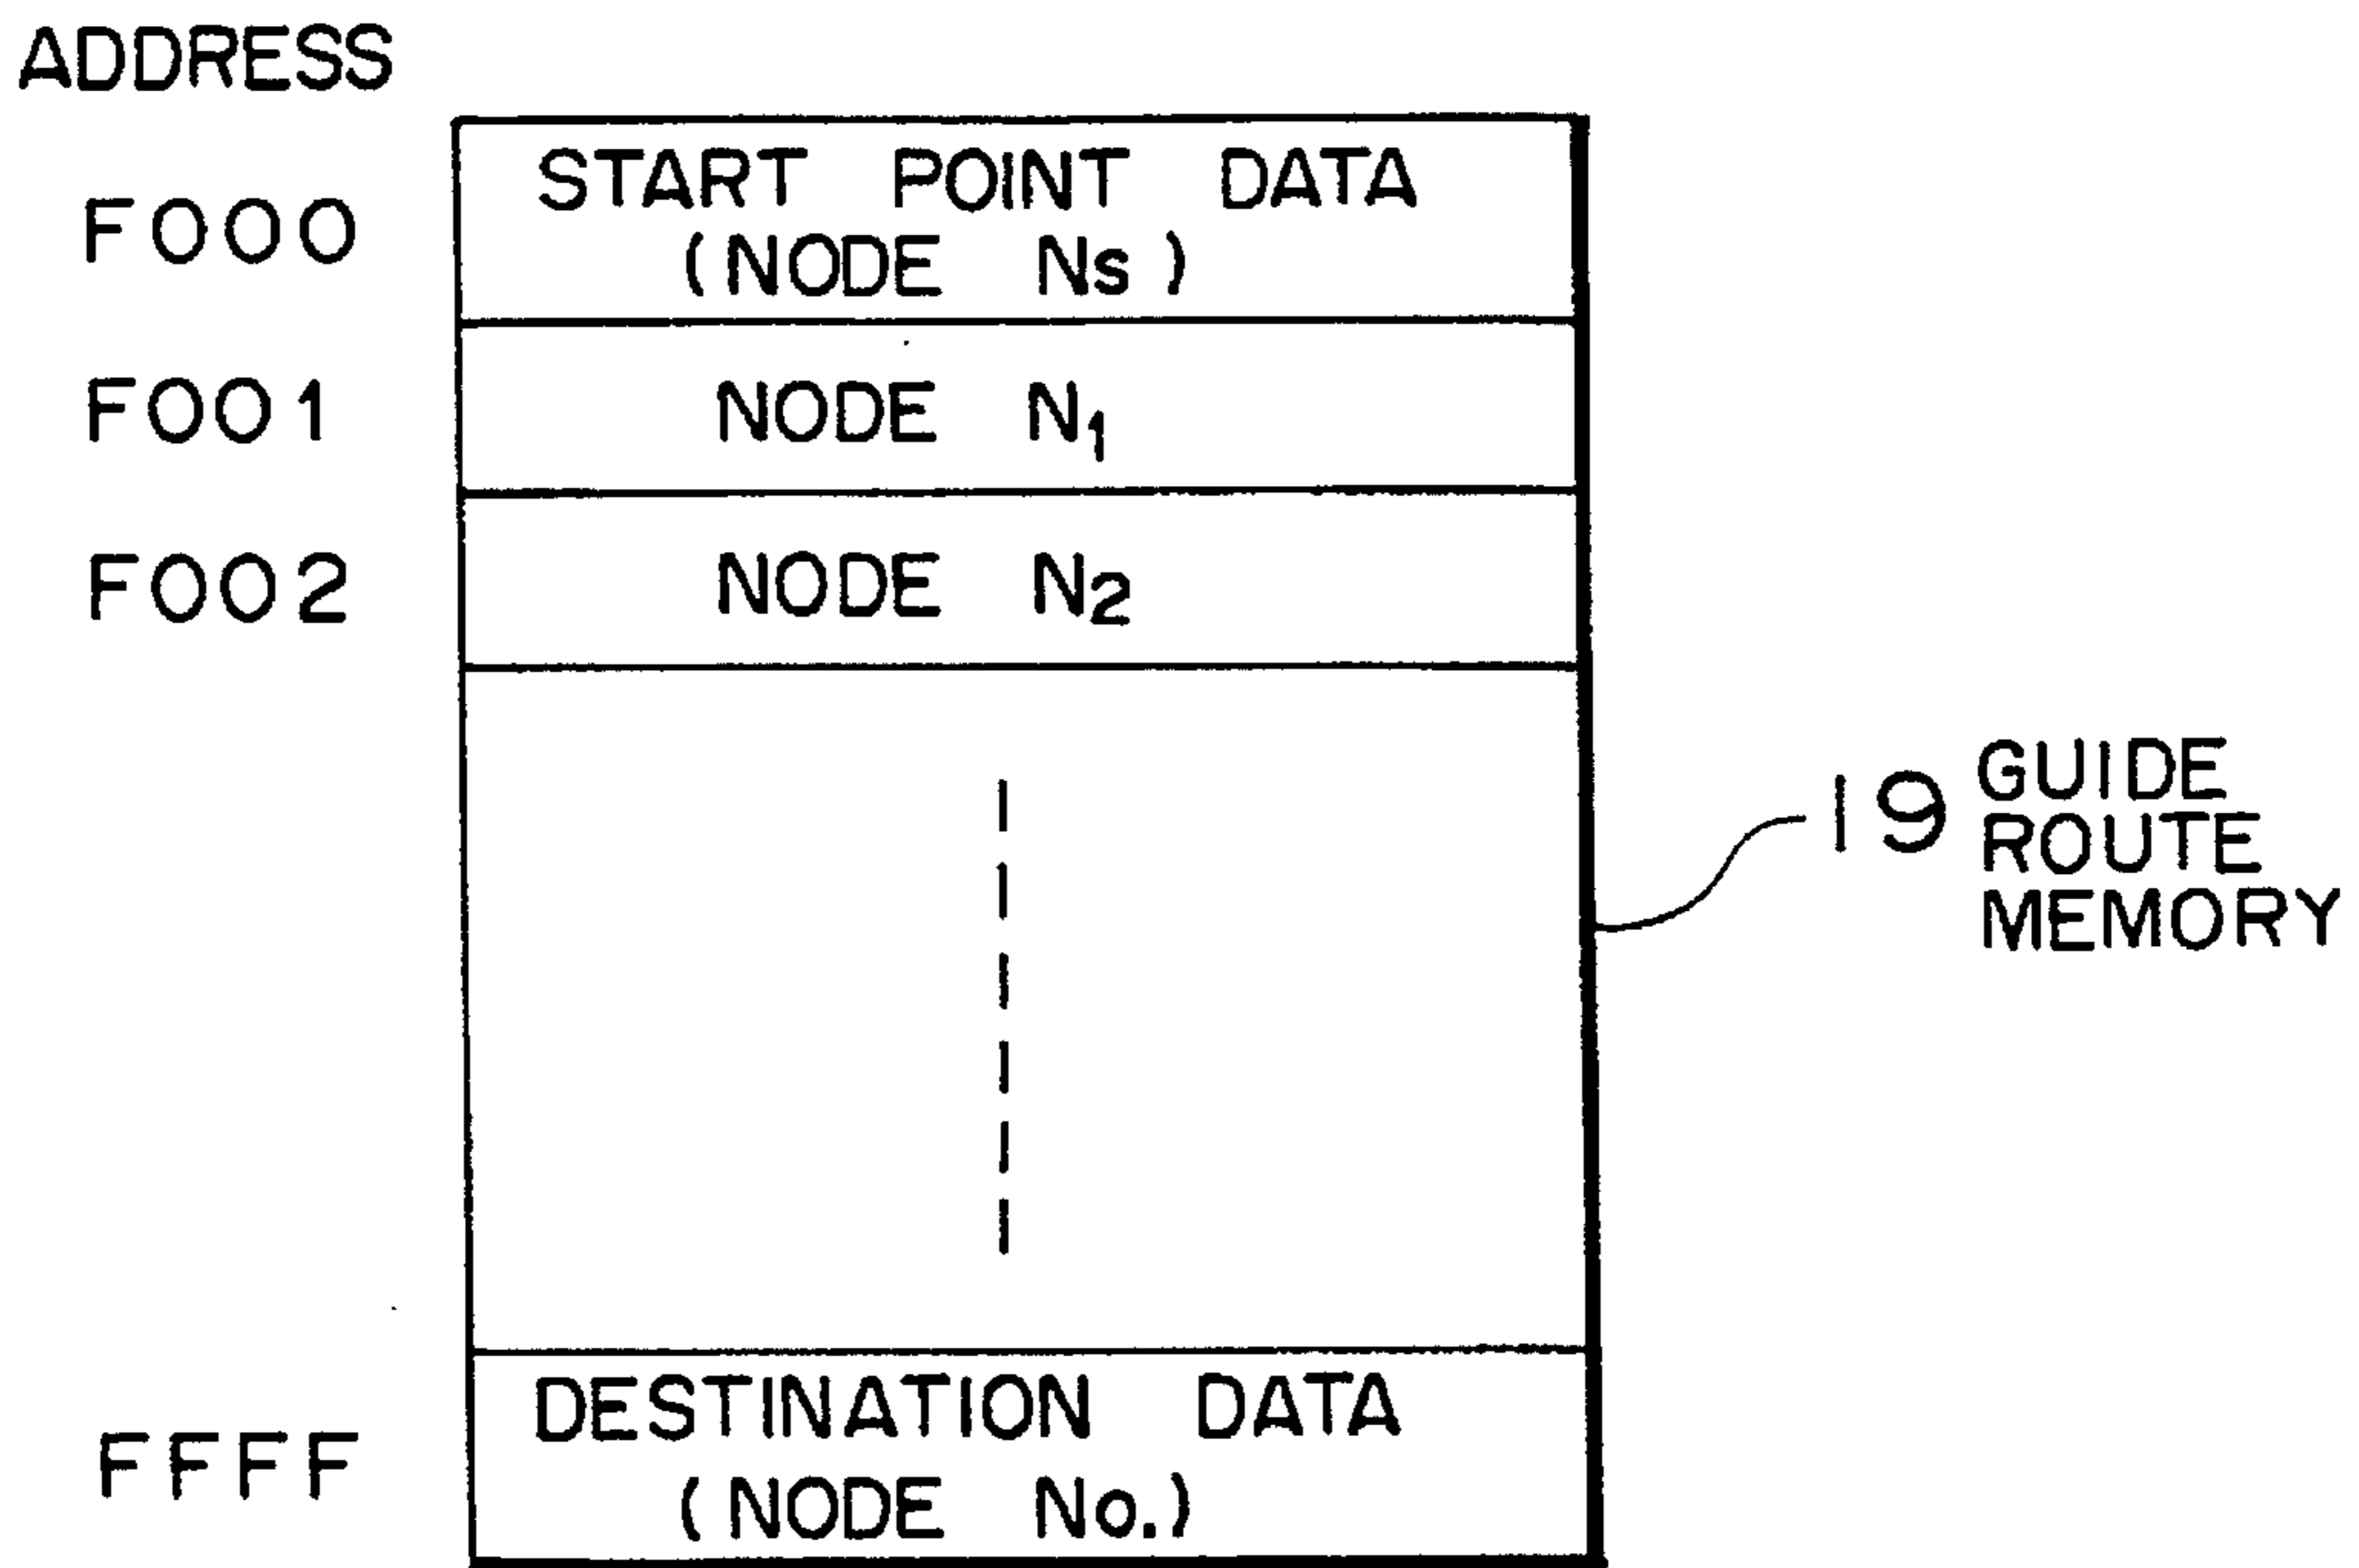 ADDRESS
F000
START POINT DATA
(NODE Ns)
F001
NODE N1
F002
NODE N2
19 GUIDE
ROUTE
MEMORY
FFFF
DESTINATION DATA
(NODE No.)